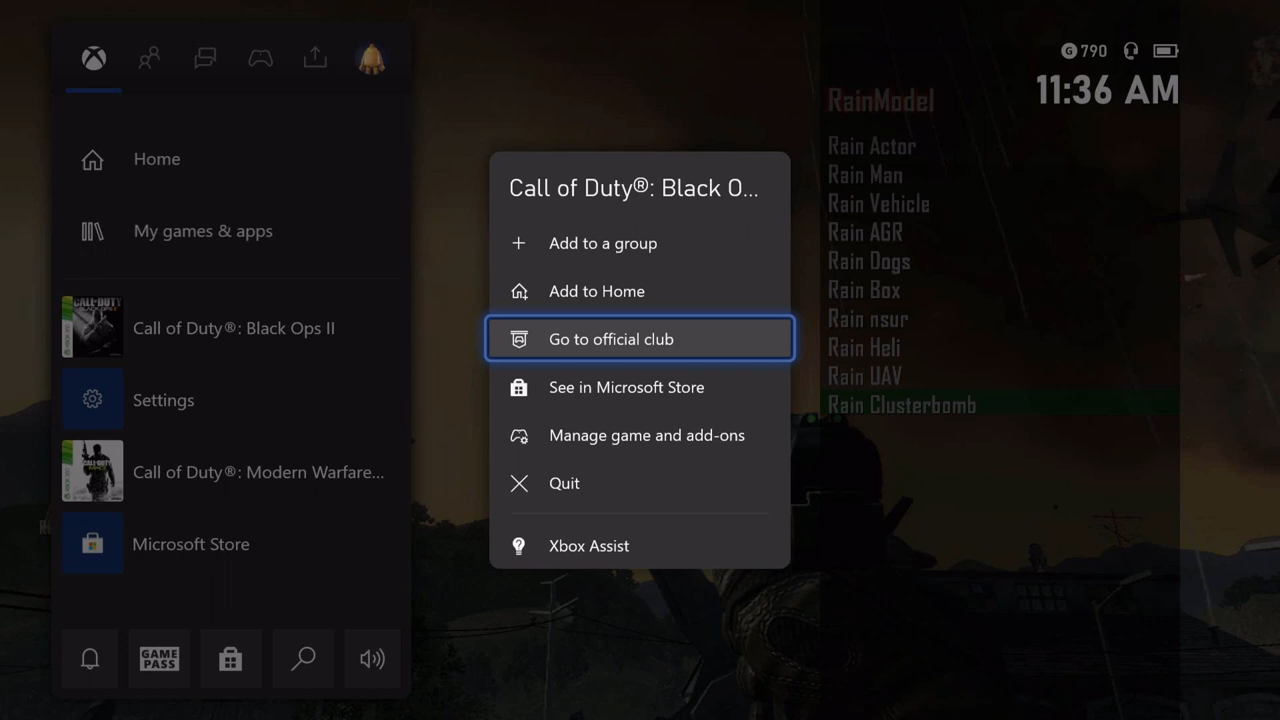 G 790
11:36 AM
Home
My games & apps
Call of Duty®: Black Ops II
Settings
Call of Duty®: Modern Warfare...
Microsoft Store
GAME PASS
Call of Duty®: Black O...
Add to a group
Add to Home
Go to official club
See in Microsoft Store
Manage game and add-ons
Quit
Xbox Assist
RainModel
Rain Actor
Rain Man
Rain Vehicle
Rain AGR
Rain Dogs
Rain Box
Rain nsur
Rain Heli
Rain UAV
Rain Clusterbomb